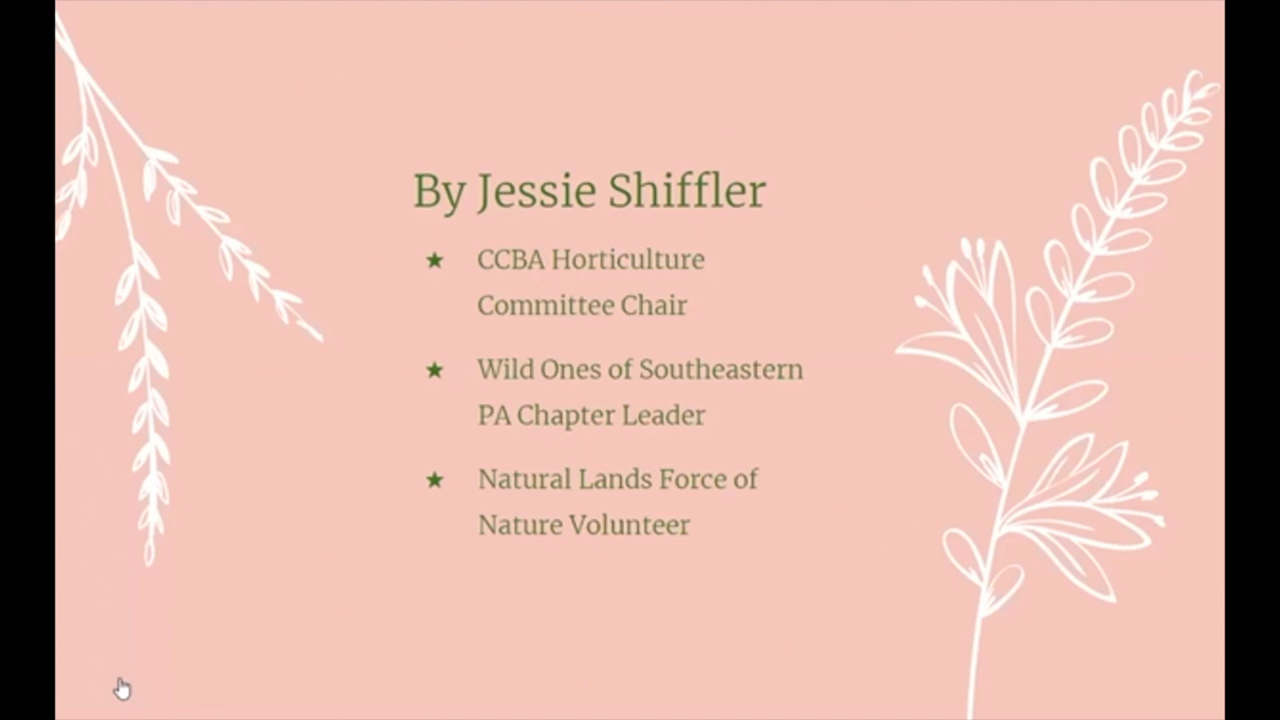 By Jessie Shiffler
★ CCBA Horticulture
Committee Chair
★ Wild Ones of Southeastern
PA Chapter Leader
★ Natural Lands Force of
Nature Volunteer